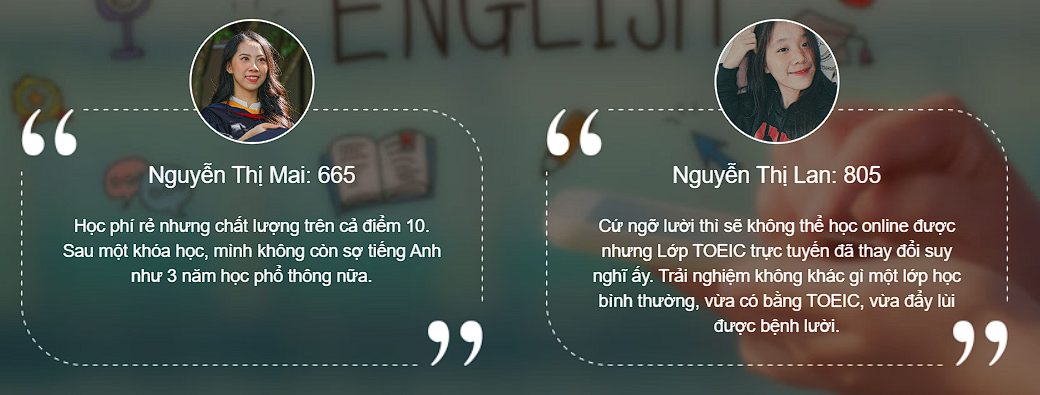 ENGLISH
Nguyễn Thị Mai: 665
Học phí rẻ nhưng chất lượng trên cả điểm 10.
Sau một khóa học, mình không còn sợ tiếng Anh
như 3 năm học phổ thông nữa.
Nguyễn Thị Lan: 805
Cứ ngỡ lười thì sẽ không thể học online được
nhưng Lớp TOEIC trực tuyến đã thay đổi suy
nghĩ ấy. Trải nghiệm không khác gì một lớp học
bình thường, vừa có bằng TOEIC, vừa đẩy lùi
được bệnh lười.